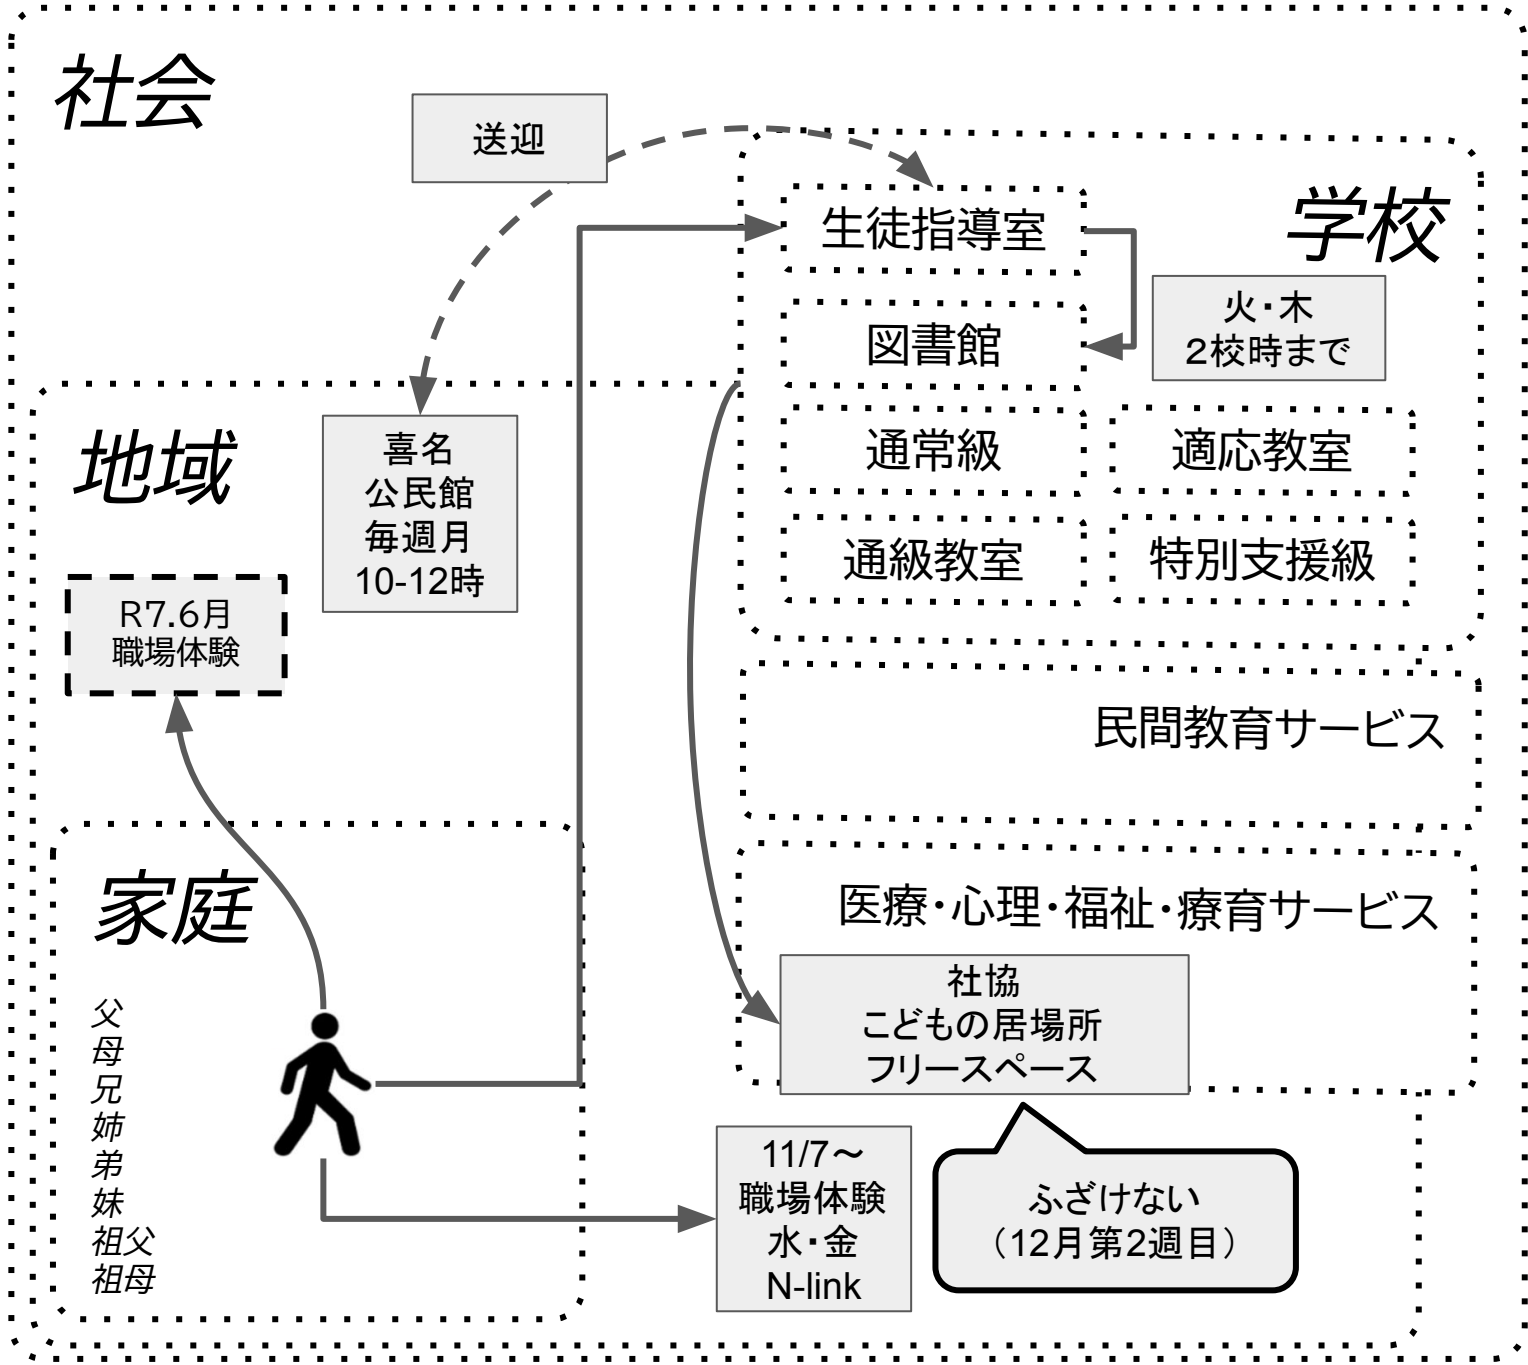 社会
送迎
学校
生徒指導室
火・木
2校時まで
図書館
通常級
適応教室
通級教室
特別支援級
地域
喜名
公民館
毎週月
10-12時
R7.6月
職場体験
民間教育サービス
医療・心理・福祉・療育サービス
社協
こどもの居場所
フリースペース
家庭
父
母
兄
姉
弟
妹
祖父
祖母
11/7～
職場体験
水・金
N-link
ふざけない
（12月第2週目）